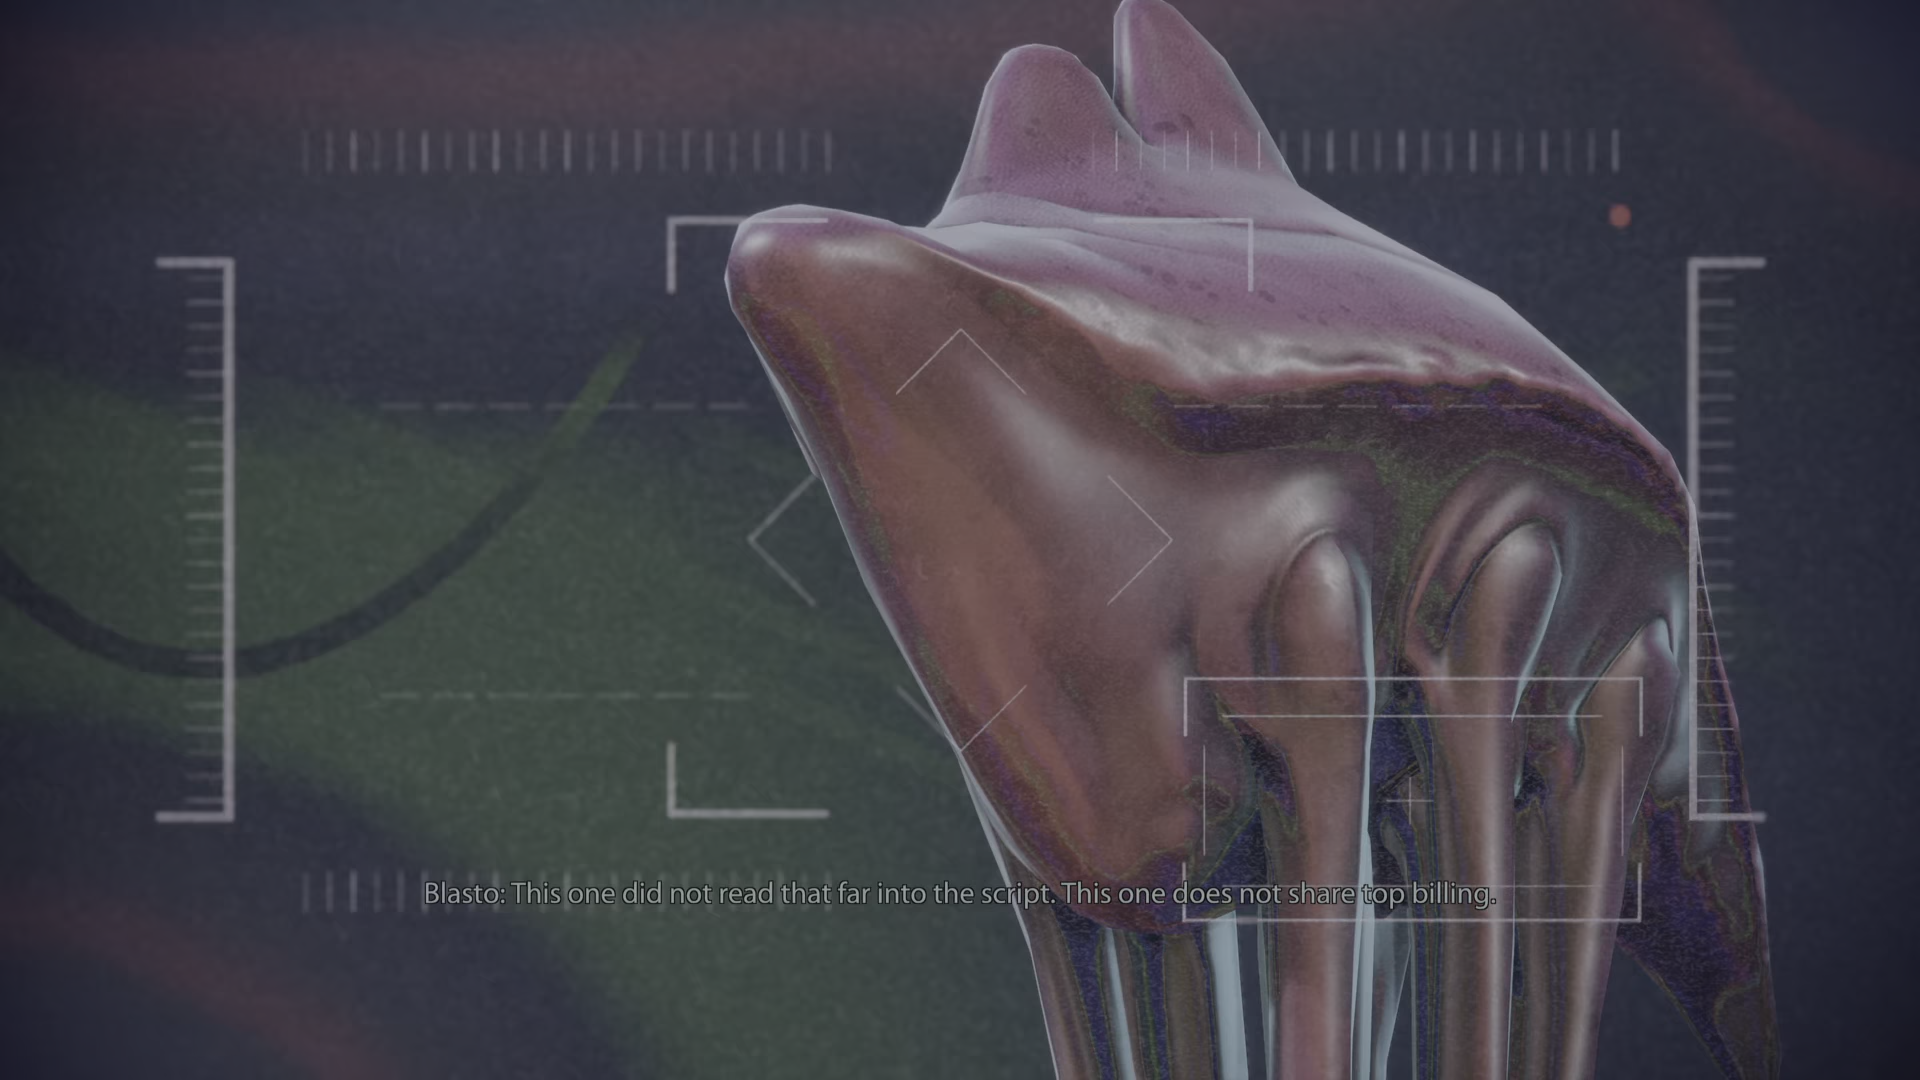 Blasto: This one did not read that far into the script. This one does not share top billing.